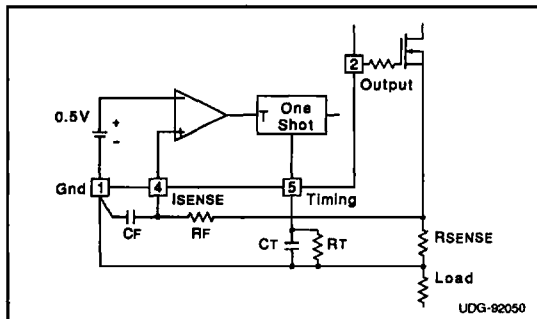 2
Output
0.5V
+
-
-
+
T
One
Shot
Gnd
1
4
ISENSE
5
Timing
CF
RF
CT
RT
RSENSE
Load
UDG-92050